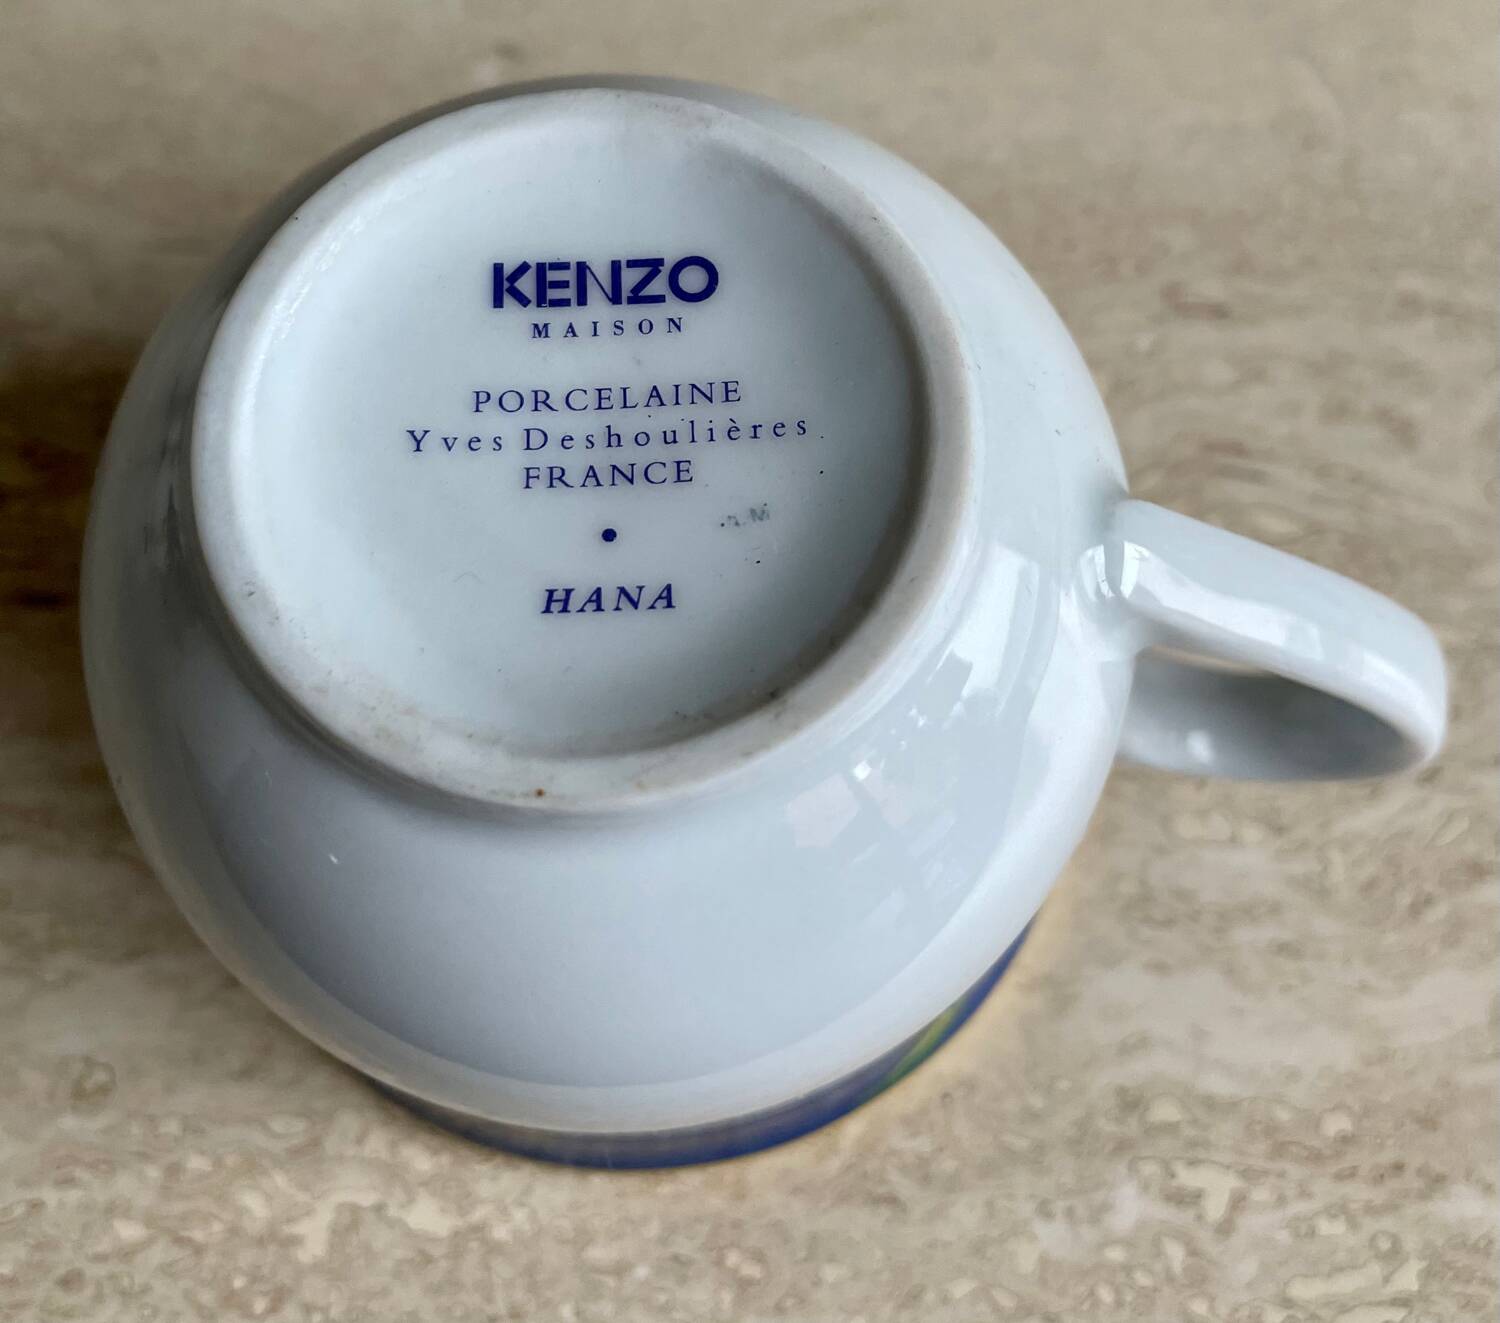 KENZO
MAISON
PORCELAINE
Yves Deshoulières
FRANCE
HANA